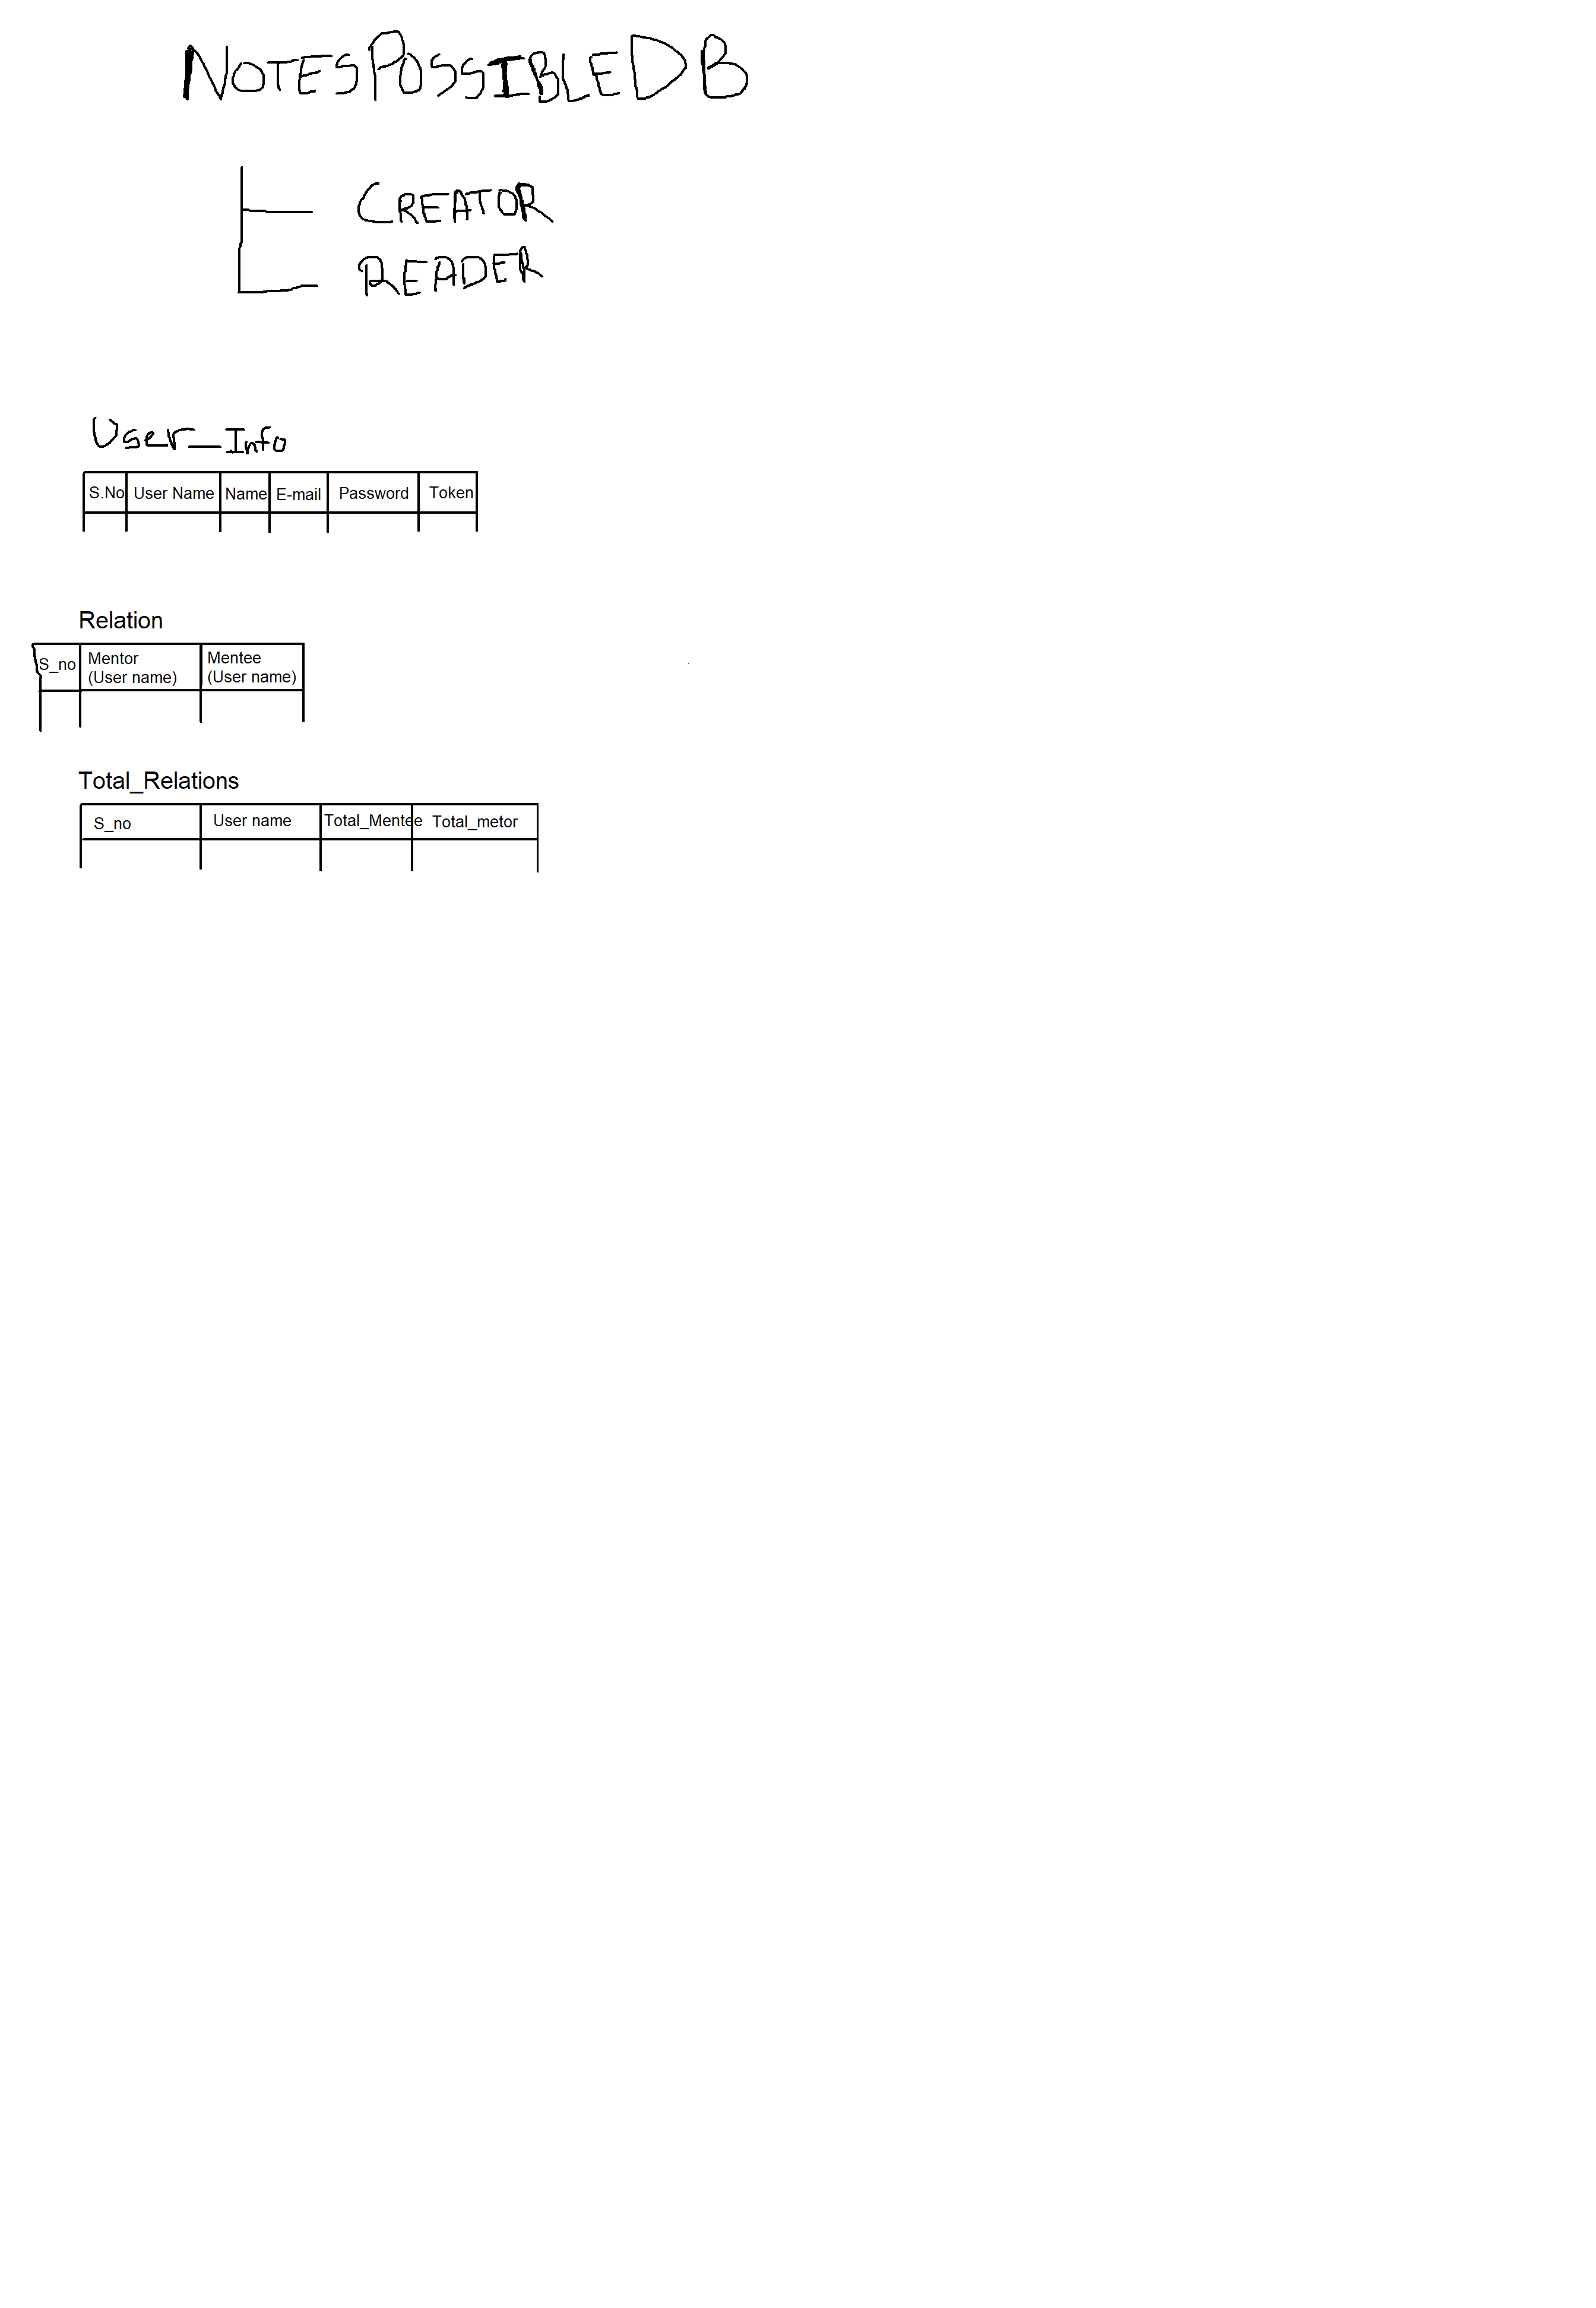 NOTESPOSSIBLEDB
CREATOR
READER
User_Info
S.No User Name Name E-mail Password Token
Relation
S_no Mentor (User name) Mentee (User name)
Total_Relations
S_no User name Total_Mentee Total_metor